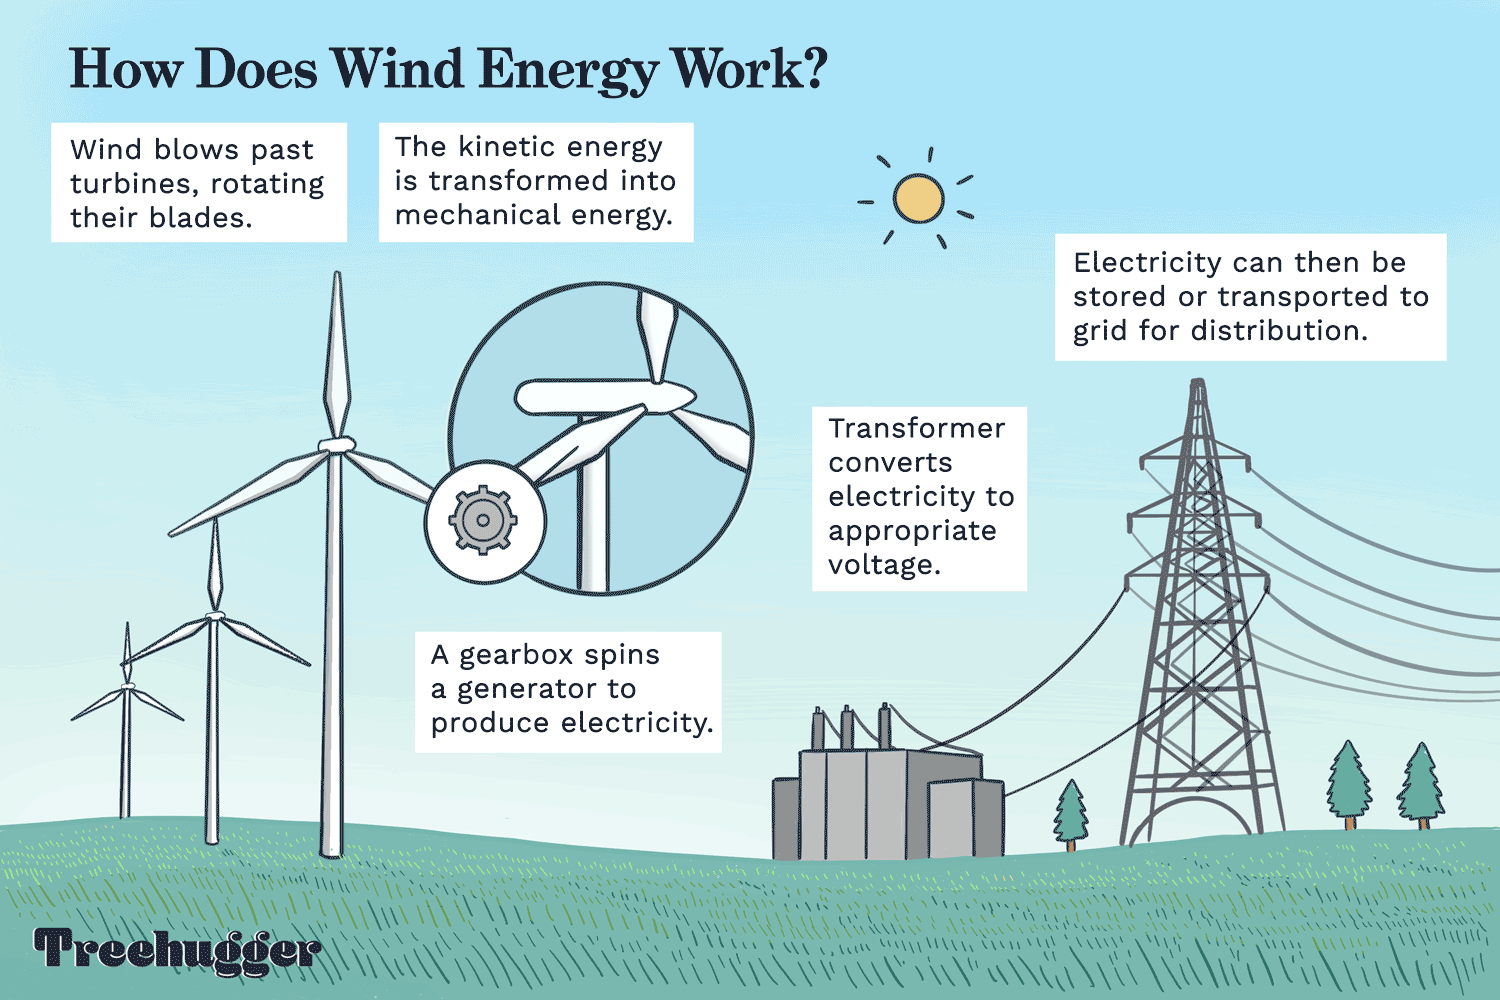 How Does Wind Energy Work?
Wind blows past
turbines, rotating
their blades.
The kinetic energy
is transformed into
mechanical energy.
A gearbox spins
a generator to
produce electricity.
Transformer
converts
electricity to
appropriate
voltage.
Electricity can then be
stored or transported to
grid for distribution.
Treehugger